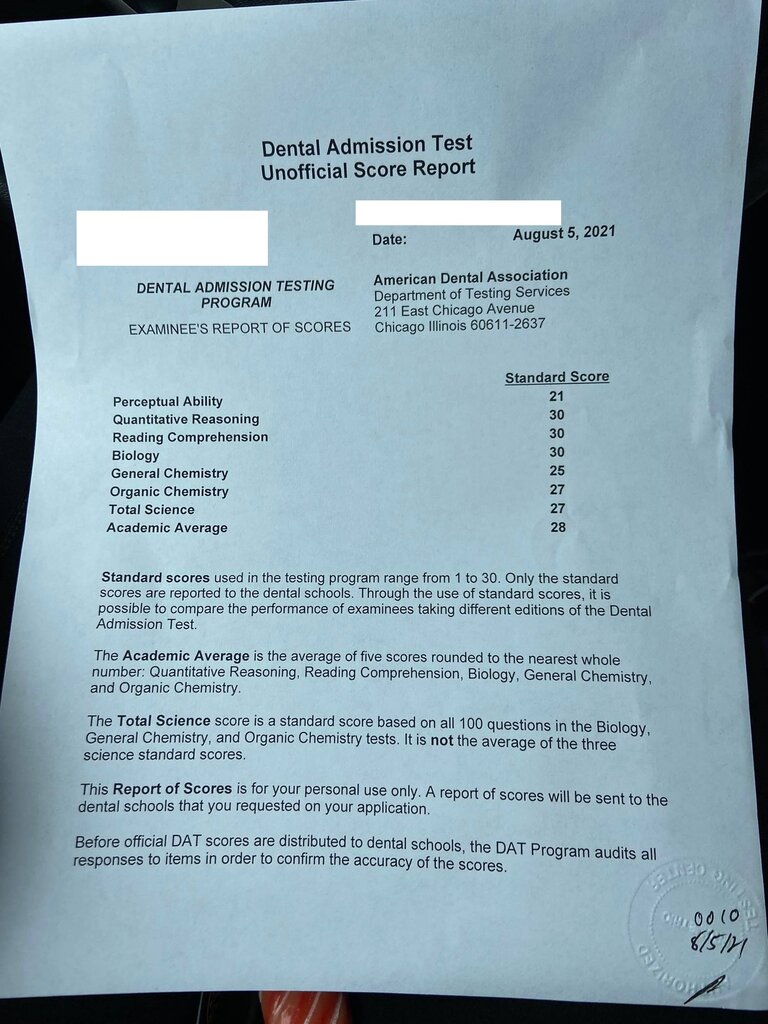 Dental Admission Test
Unofficial Score Report
Date: August 5, 2021
DENTAL ADMISSION TESTING
PROGRAM
EXAMINEE'S REPORT OF SCORES
American Dental Association
Department of Testing Services
211 East Chicago Avenue
Chicago Illinois 60611-2637
Standard Score
Perceptual Ability 21
Quantitative Reasoning 30
Reading Comprehension 30
Biology 30
General Chemistry 25
Organic Chemistry 27
Total Science 27
Academic Average 28
Standard scores used in the testing program range from 1 to 30. Only the standard
scores are reported to the dental schools. Through the use of standard scores, it is
possible to compare the performance of examinees taking different editions of the Dental
Admission Test.
The Academic Average is the average of five scores rounded to the nearest whole
number: Quantitative Reasoning, Reading Comprehension, Biology, General Chemistry,
and Organic Chemistry.
The Total Science score is a standard score based on all 100 questions in the Biology,
General Chemistry, and Organic Chemistry tests. It is not the average of the three
science standard scores.
This Report of Scores is for your personal use only. A report of scores will be sent to the
dental schools that you requested on your application.
Before official DAT scores are distributed to dental schools, the DAT Program audits all
responses to items in order to confirm the accuracy of the scores.
TESTING CENTER
0010
8/5/21